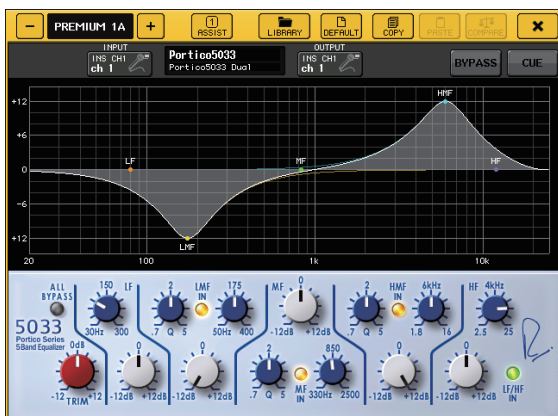 − PREMIUM 1A + 1 ASSIST LIBRARY DEFAULT COPY PASTE COMPARE ×
INPUT OUTPUT
INS CH1 ch 1 Portico5033 Portico5033 Dual INS CH1 ch 1 BYPASS CUE
+12
HMF
+6
LF MF HF
0
−6
+12
LMF
20 100 1k 10k
ALL BYPASS
150 LF 30Hz 300
2 .7 Q 5
LMF IN
175 50Hz 400
MF 0 -12dB +12dB
2 .7 Q 5
HMF IN
6kHz 1.8 16
HF 4kHz 2.5 25
5033
Portico Series
5Band Equalizer
0dB -12 +12 TRIM
0 -12dB +12dB
0 -12dB +12dB
2 .7 Q 5
MF IN
850 330Hz 2500
0 -12dB +12dB
0 -12dB +12dB
LF/HF IN